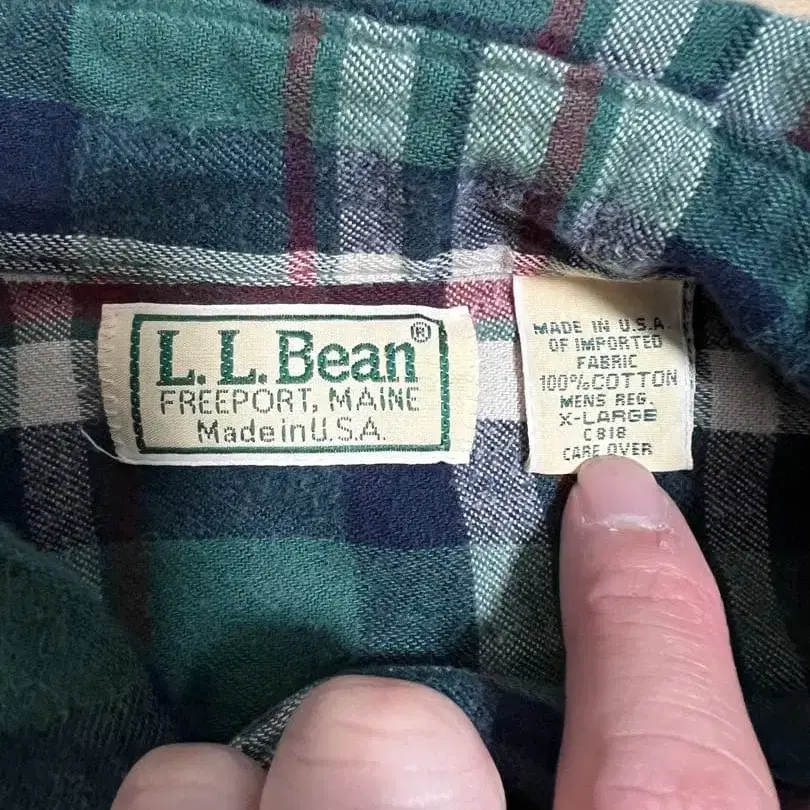 L.L.Bean®
FREEPORT, MAINE
Made in U.S.A.
MADE IN U.S.A.
OF IMPORTED
FABRIC
100% COTTON
MENS REG.
X-LARGE
C818
CARE OVER